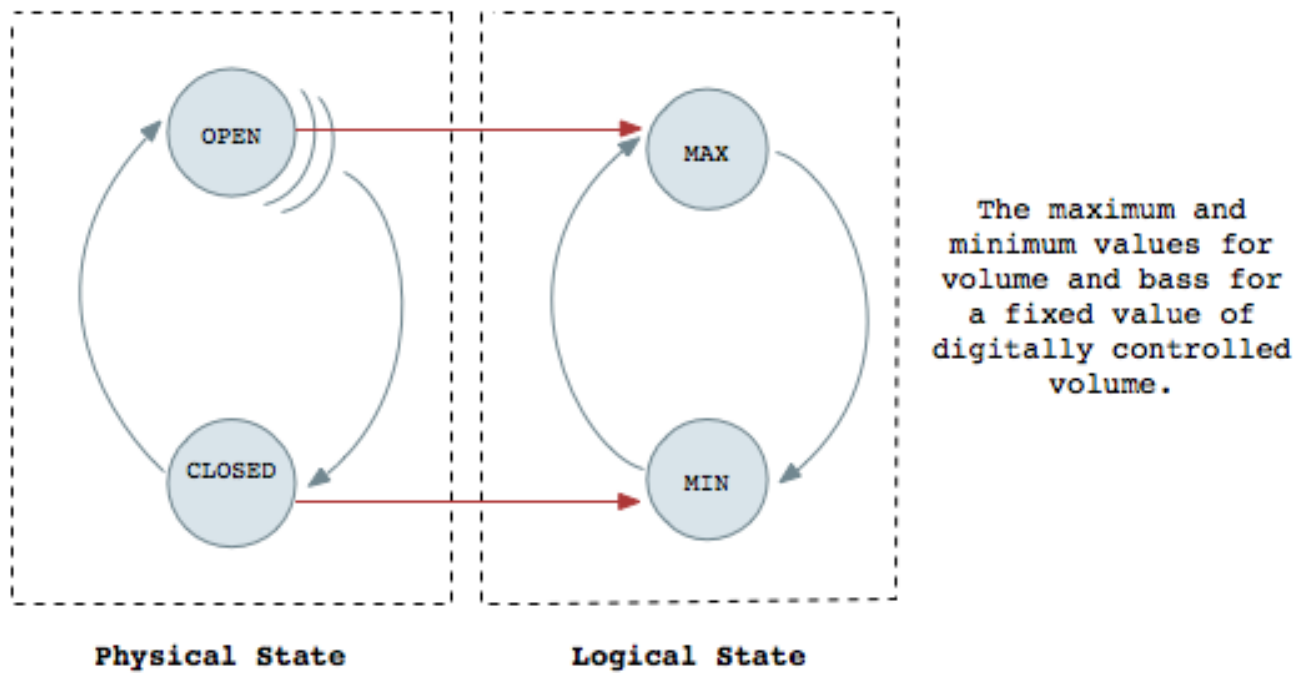 OPEN
MAX
The maximum and
minimum values for
volume and bass for
a fixed value of
digitally controlled
volume.
CLOSED
MIN
Physical State
Logical State